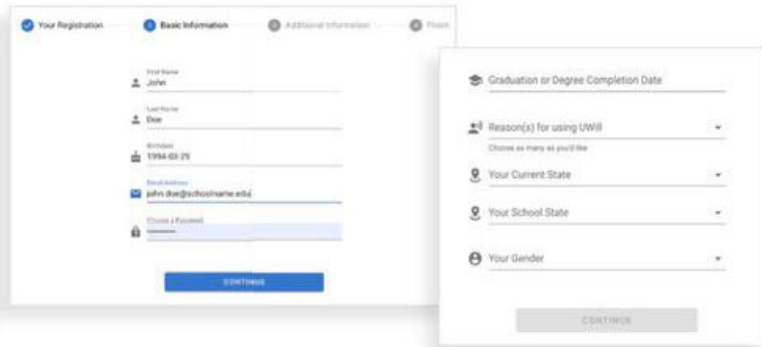 Your Registration
Basic Information
Additional Information
Finish
First Name
John
Last Name
Doe
Birthdate
1994-03-29
Email Address
john.doe@schoolname.edu
Choose a Password
CONTINUE
Graduation or Degree Completion Date
Reason(s) for using UWill
Choose as many as you'd like
Your Current State
Your School State
Your Gender
CONTINUE